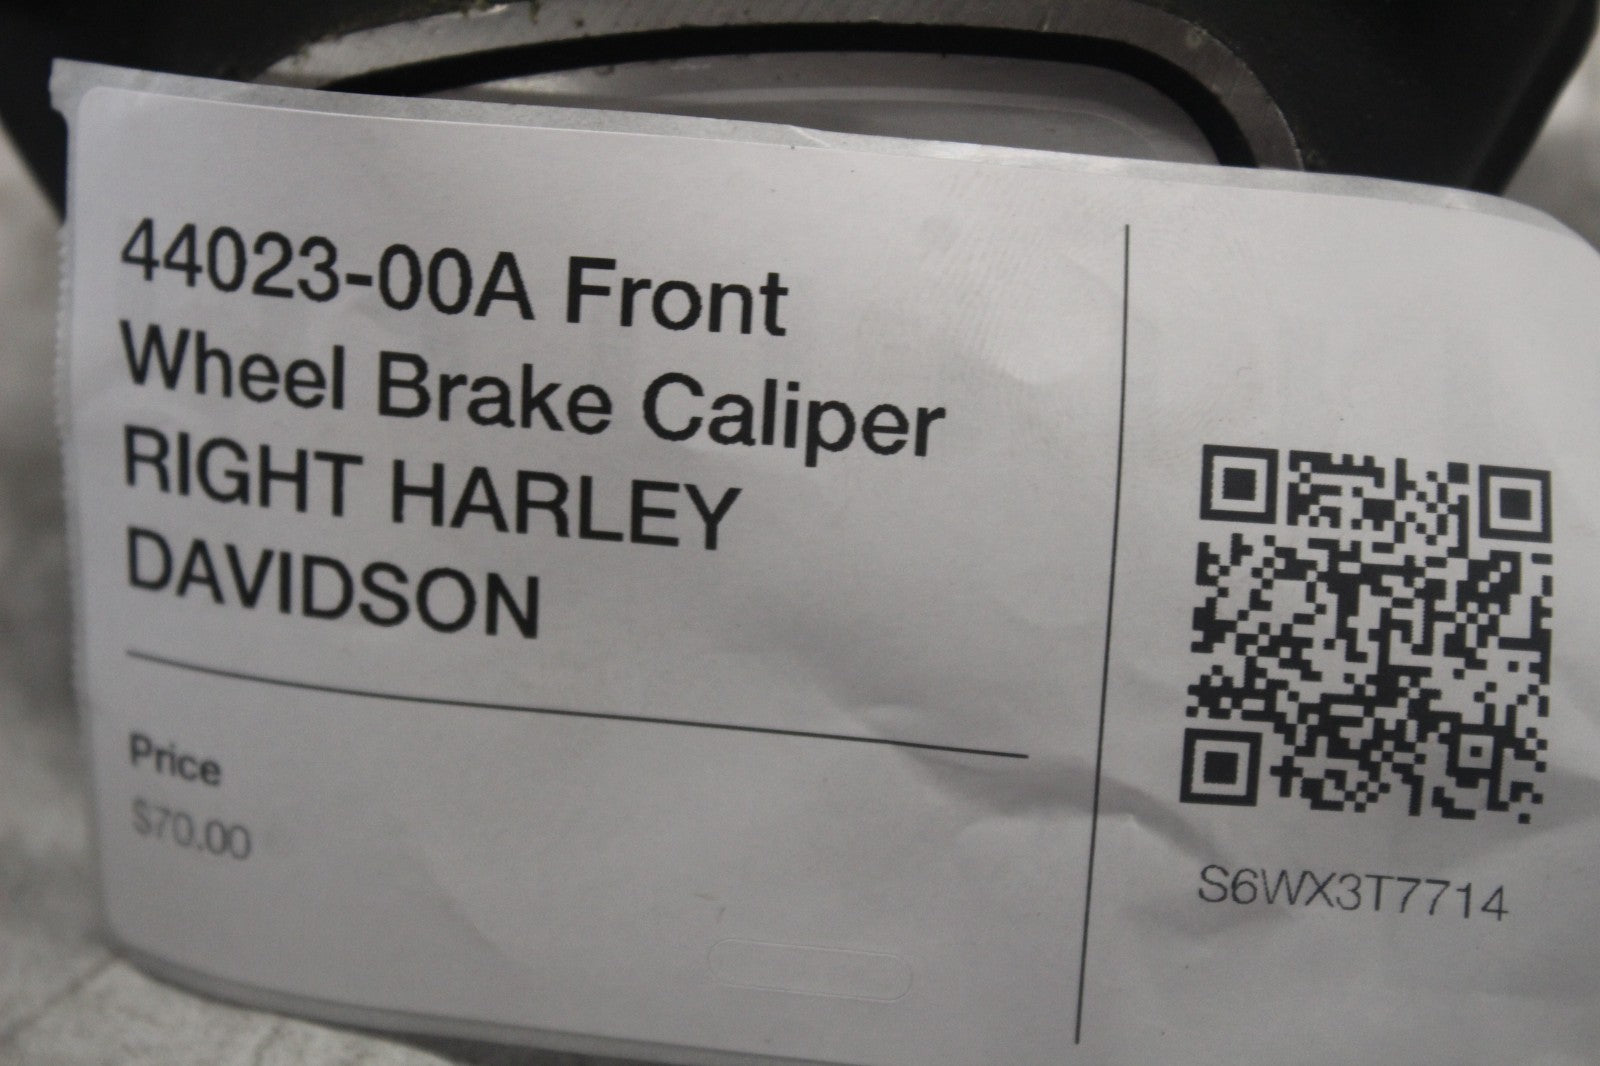 44023-00A Front
Wheel Brake Caliper
RIGHT HARLEY
DAVIDSON
Price
$70.00
S6WX3T7714